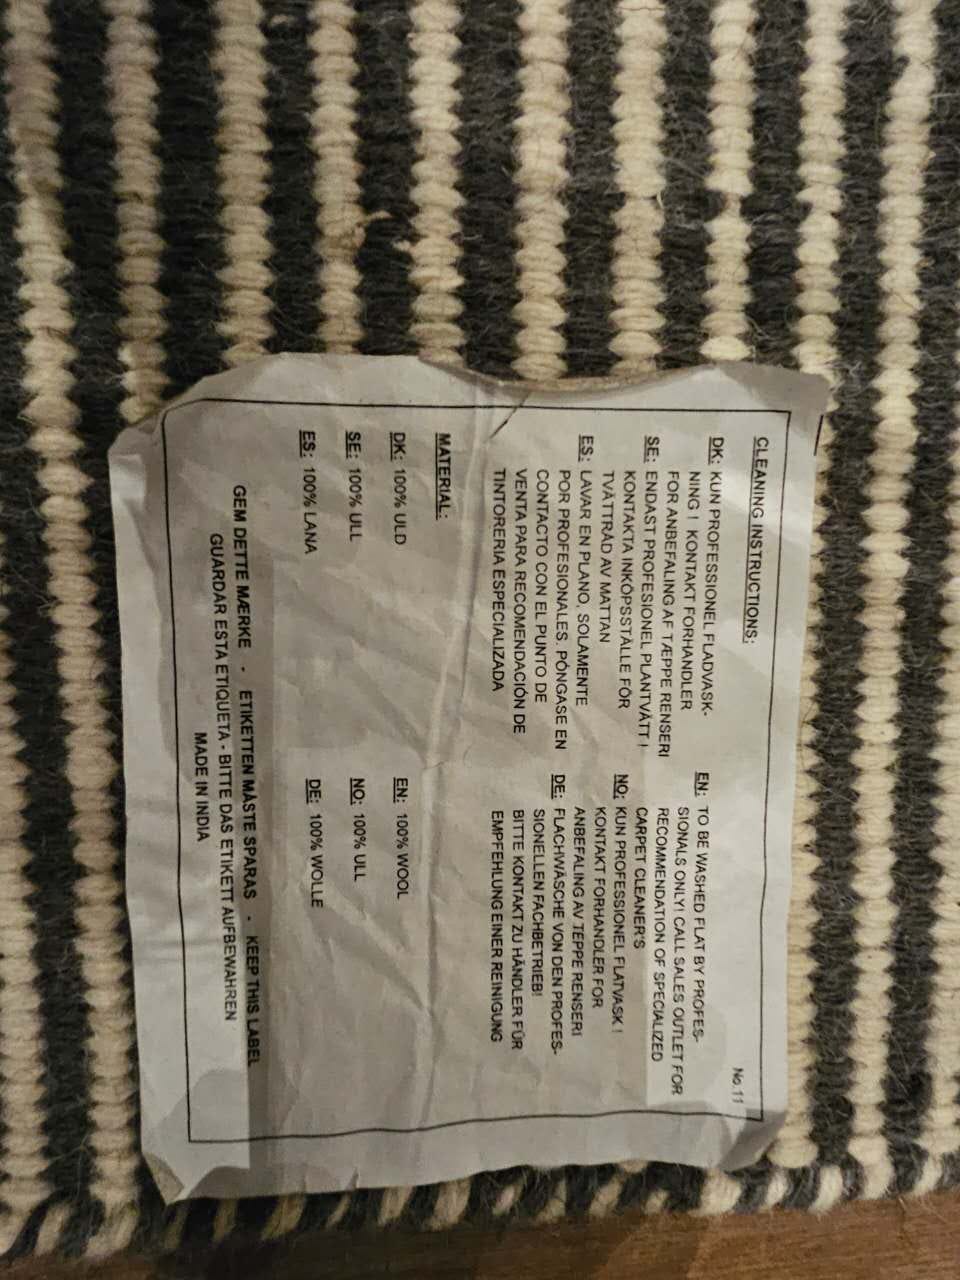 No.11
CLEANING INSTRUCTIONS:
DK: KUN PROFESSIONEL FLADVASK-
NING ! KONTAKT FORHANDLER
FOR ANBEFALING AF TÆPPE RENSERI
SE: ENDAST PROFESIONEL PLANTVÄTT !
KONTAKTA INKÖPSSTÄLLE FÖR
TVÄTTRÅD AV MATTAN
ES: LAVAR EN PLANO, SOLAMENTE
POR PROFESIONALES. PÓNGASE EN
CONTACTO CON EL PUNTO DE
VENTA PARA RECOMENDACIÓN DE
TINTORERIA ESPECIALIZADA
EN: TO BE WASHED FLAT BY PROFES-
SIONALS ONLY! CALL SALES OUTLET FOR
RECOMMENDATION OF SPECIALIZED
CARPET CLEANER'S
NO: KUN PROFESSIONEL FLATVASK !
KONTAKT FORHANDLER FOR
ANBEFALING AV TEPPE RENSERI
DE: FLACHWÄSCHE VON DEN PROFES-
SIONELLEN FACHBETRIEB!
BITTE KONTAKT ZU HÄNDLER FÜR
EMPFEHLUNG EINER REINIGUNG
MATERIAL:
DK: 100% ULD
EN: 100% WOOL
SE: 100% ULL
NO: 100% ULL
ES: 100% LANA
DE: 100% WOLLE
GEM DETTE MÆRKE - ETIKETTEN MÅSTE SPARAS - KEEP THIS LABEL
GUARDAR ESTA ETIQUETA - BITTE DAS ETIKETT AUFBEWAHREN
MADE IN INDIA